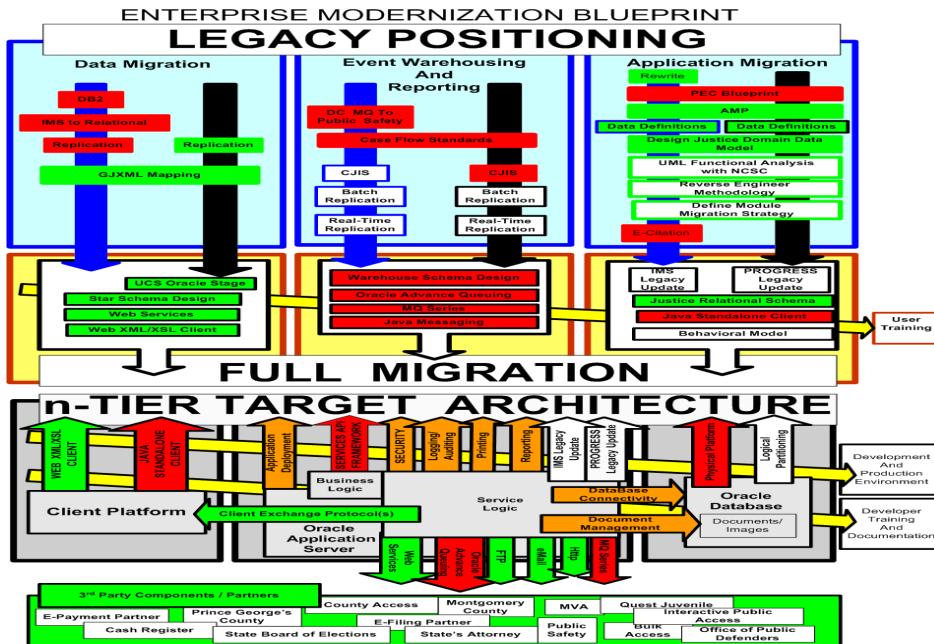 ENTERPRISE MODERNIZATION BLUEPRINT
LEGACY POSITIONING
Data Migration
DB2
IMS to Relational
Replication
Replication
GJXML Mapping
Event Warehousing
And
Reporting
DC MQ To
Public Safety
Case Flow Standards
CJIS
CJIS
Batch
Replication
Batch
Replication
Real-Time
Replication
Real-Time
Replication
Application Migration
Rewrite
PEC Blueprint
AMP
Data Definitions
Data Definitions
Design Justice Domain Data
Model
UML Functional Analysis
with NCSC
Reverse Engineer
Methodology
Define Module
Migration Strategy
E-Citation
UCS Oracle Stage
Star Schema Design
Web Services
Web XML/XSL Client
Warehouse Schema Design
Oracle Advance Queuing
MQ Series
Java Messaging
IMS
Legacy
Update
PROGRESS
Legacy
Update
Justice Relational Schema
Java Standalone Client
Behavioral Model
User
Training
FULL MIGRATION
n-TIER TARGET ARCHITECTURE
WEB XML/XSL
CLIENT
JAVA
STANDALONE
CLIENT
Application
Deployment
SERVICES API
FRAMEWORK
SECURITY
Logging/
Auditing
Printing
Reporting
IMS Legacy
Update
PROGRESS
Legacy Update
Physical Platform
Logical
Partitioning
Client Platform
Business
Logic
Service
Logic
Client Exchange Protocol(s)
Oracle
Application
Server
DataBase
Connectivity
Document
Management
Oracle
Database
Documents/
Images
Development
And
Production
Environment
Developer
Training
And
Documentation
Web
Services
Oracle
Advance
Queuing
FTP
eMail
Http
MQ Series
3rd Party Components / Partners
E-Payment Partner
Prince George's
County
County Access
Montgomery
County
MVA
Quest Juvenile
Interactive Public
Access
Cash Register
State Board of Elections
E-Filing Partner
State's Attorney
Public
Safety
Bulk
Access
Office of Public
Defenders